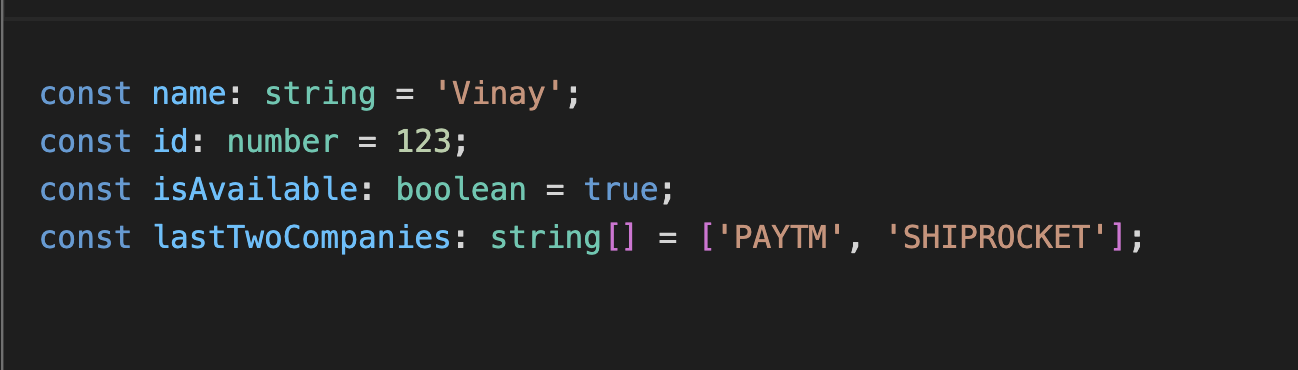 const name: string = 'Vinay';
const id: number = 123;
const isAvailable: boolean = true;
const lastTwoCompanies: string[] = ['PAYTM', 'SHIPROCKET'];